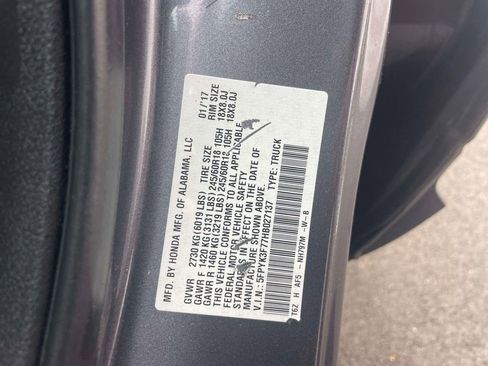 MFD. BY HONDA MFG. OF ALABAMA, LLC 01/'17
GVWR 2730 KG(6019 LBS) TIRE SIZE RIM SIZE
GAWR F 1420 KG(3131 LBS) 245/60R18 105H 18X8.0J
GAWR R 1460 KG(3219 LBS) 245/60R18 105H 18X8.0J
THIS VEHICLE CONFORMS TO ALL APPLICABLE
FEDERAL MOTOR VEHICLE SAFETY
STANDARDS IN EFFECT ON THE DATE OF
MANUFACTURE SHOWN ABOVE.
V.I.N.: 5FPYK3F77HB027137 TYPE: TRUCK
T6Z H AF5 - NH797M -W- B